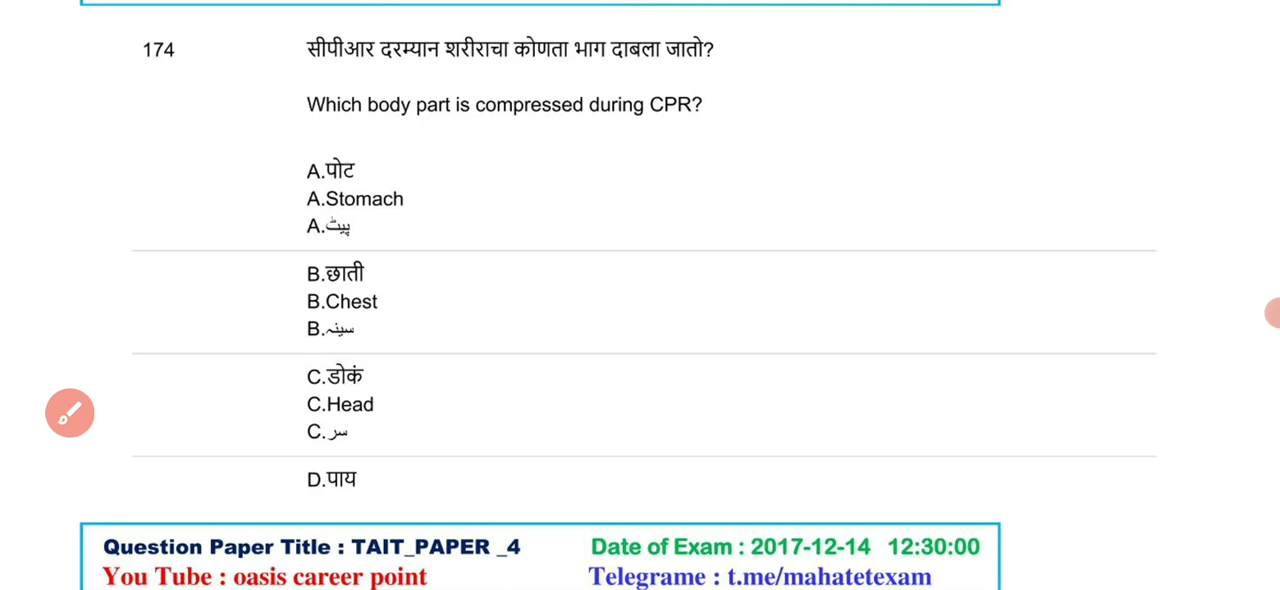 174 सीपीआर दरम्यान शरीराचा कोणता भाग दाबला जातो?
Which body part is compressed during CPR?
A.पोट
A.Stomach
A.پیٹ
B.छाती
B.Chest
B.سینہ
C.डोकं
C.Head
C.سر
D.पाय
Question Paper Title : TAIT_PAPER _4 Date of Exam : 2017-12-14 12:30:00
You Tube : oasis career point Telegrame : t.me/mahatetexam